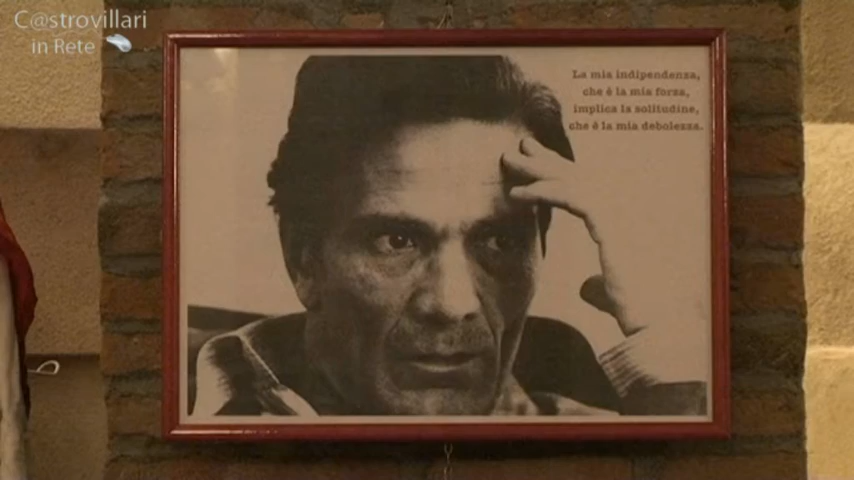 C@strovillari
in Rete
La mia indipendenza,
che è la mia forza,
implica la solitudine,
che è la mia debolezza.